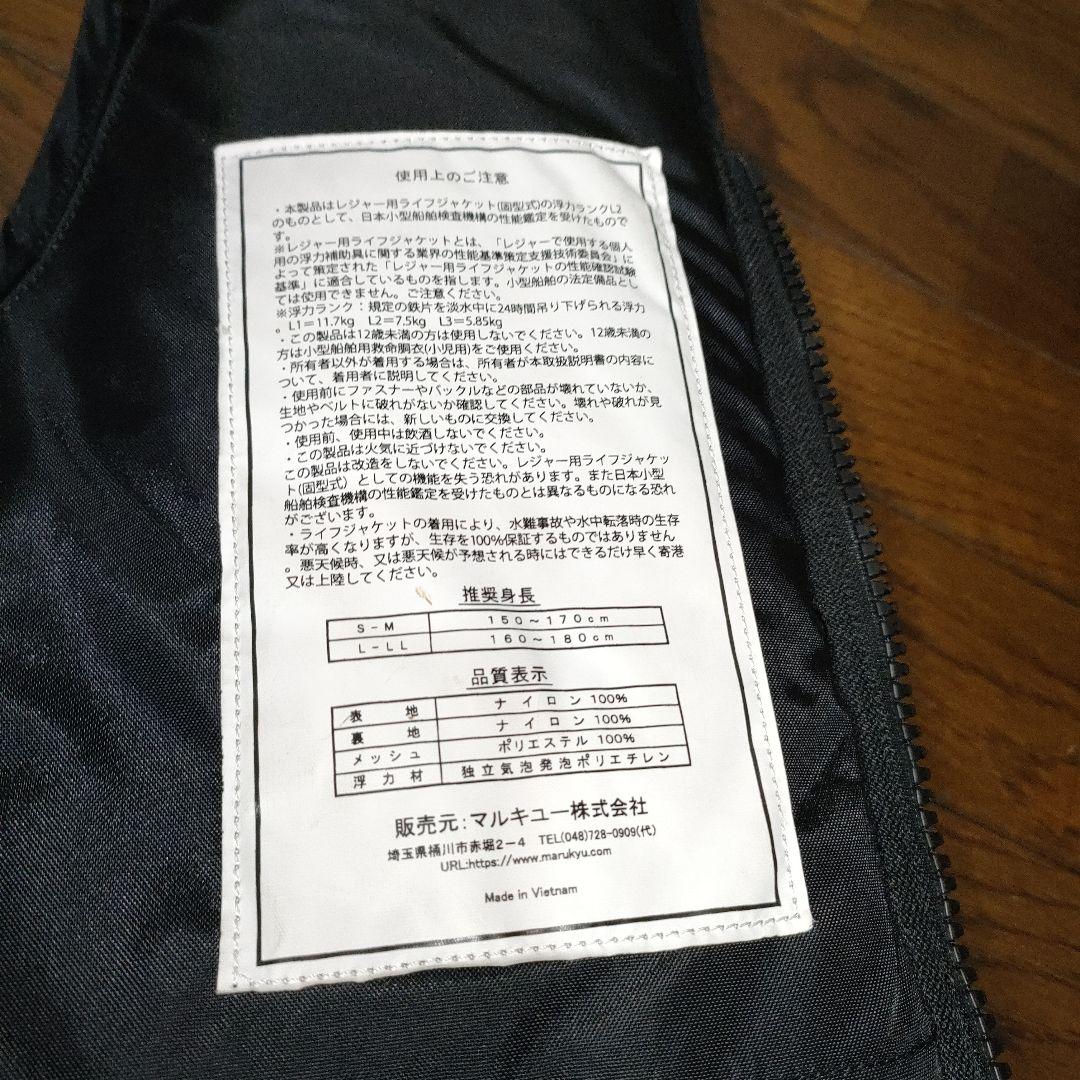 使用上のご注意
・本製品はレジャー用ライフジャケット(固型式)の浮力ランクL2
のものとして、日本小型船舶検査機構の性能鑑定を受けたもので
す。
※レジャー用ライフジャケットとは、「レジャーで使用する個人
用の浮力補助具に関する業界の性能基準策定支援技術委員会」に
よって策定された「レジャー用ライフジャケットの性能確認試験
基準」に適合しているものを指します。小型船舶の法定備品とし
ては使用できません。ご注意ください。
※浮力ランク：規定の鉄片を淡水中に24時間吊り下げられる浮力
。L1＝11.7kg L2＝7.5kg L3＝5.85kg
・この製品は12歳未満の方は使用しないでください。12歳未満の
方は小型船舶用救命胴衣(小児用)をご使用ください。
・所有者以外が着用する場合は、所有者が本取扱説明書の内容に
ついて、着用者に説明してください。
・使用前にファスナーやバックルなどの部品が壊れていないか、
生地やベルトに破れがないか確認してください。壊れや破れが見
つかった場合には、新しいものに交換してください。
・使用前、使用中は飲酒しないでください。
・この製品は火気に近づけないでください。
この製品は改造をしないでください。レジャー用ライフジャケッ
ト(固型式）としての機能を失う恐れがあります。また日本小型
船舶検査機構の性能鑑定を受けたものとは異なるものになる恐れ
がございます。
・ライフジャケットの着用により、水難事故や水中転落時の生存
率が高くなりますが、生存を100%保証するものではありません
。悪天候時、又は悪天候が予想される時にはできるだけ早く寄港
又は上陸してください。
推奨身長
S-M 150～170cm
L-LL 160～180cm
品質表示
表地 ナイロン 100%
裏地 ナイロン 100%
メッシュ ポリエステル 100%
浮力材 独立気泡発泡ポリエチレン
販売元：マルキユー株式会社
埼玉県桶川市赤堀2-4 TEL(048)728-0909(代)
URL:https://www.marukyu.com
Made in Vietnam